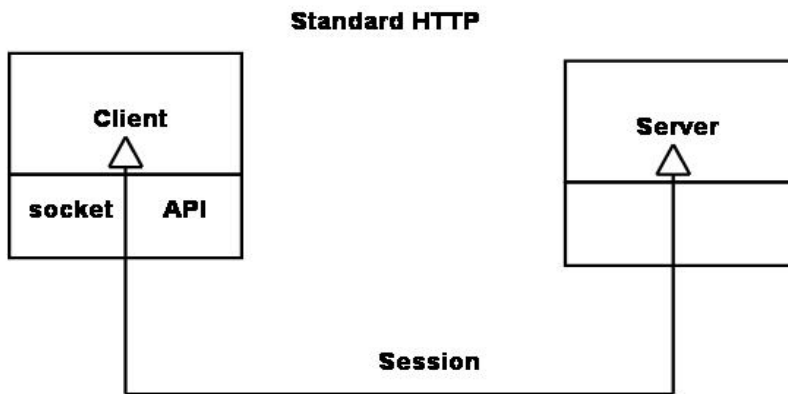 Standard HTTP
Client
Server
socket API
Session